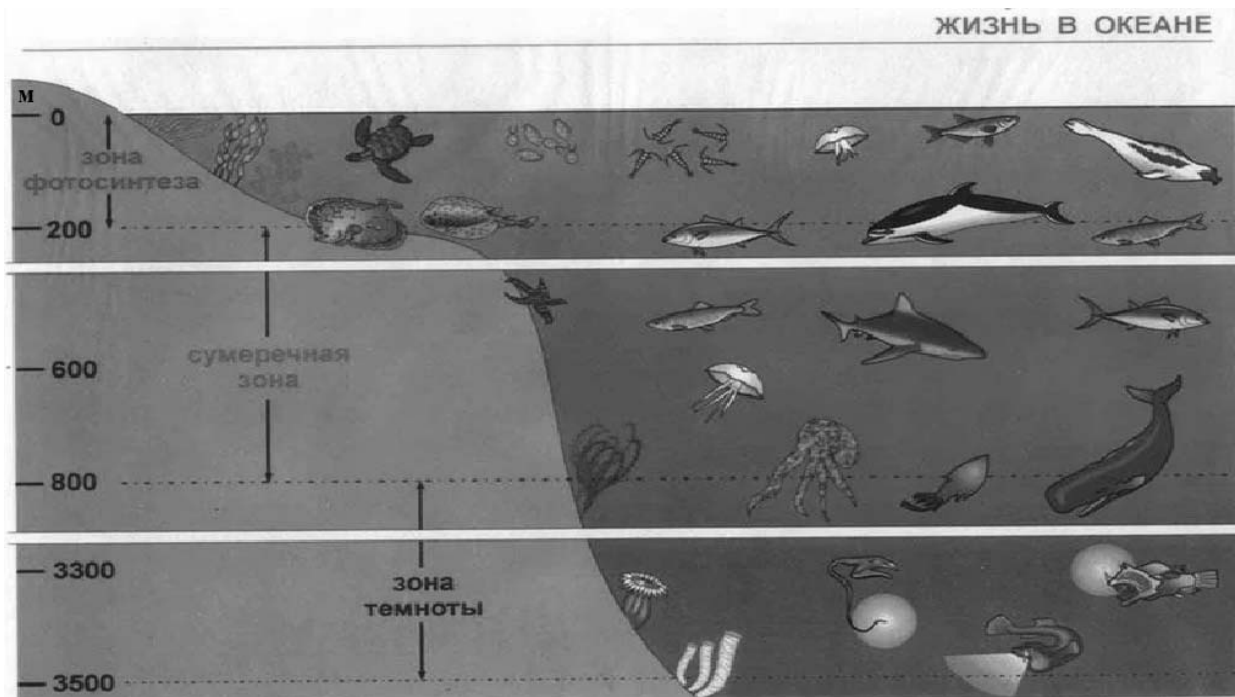 ЖИЗНЬ В ОКЕАНЕ
м
0
зона
фотосинтеза
200
сумеречная
зона
600
800
3300
зона
темноты
3500